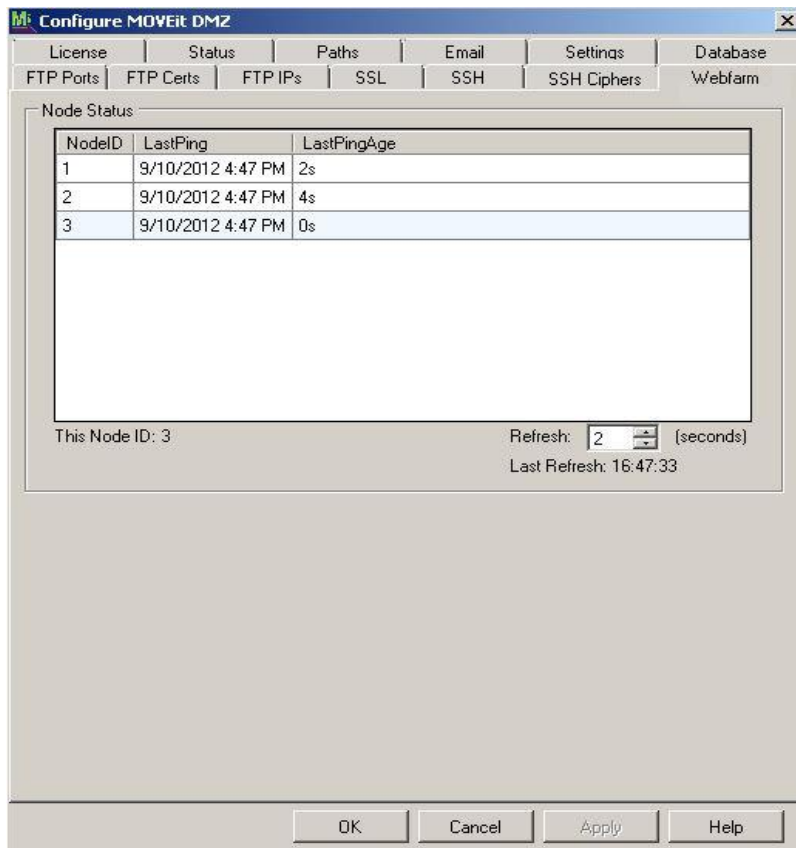 Configure MOVEit DMZ
License Status Paths Email Settings Database
FTP Ports FTP Certs FTP IPs SSL SSH SSH Ciphers Webfarm
Node Status
NodeID LastPing LastPingAge
1 9/10/2012 4:47 PM 2s
2 9/10/2012 4:47 PM 4s
3 9/10/2012 4:47 PM 0s
This Node ID: 3 Refresh: 2 (seconds)
Last Refresh: 16:47:33
OK Cancel Apply Help